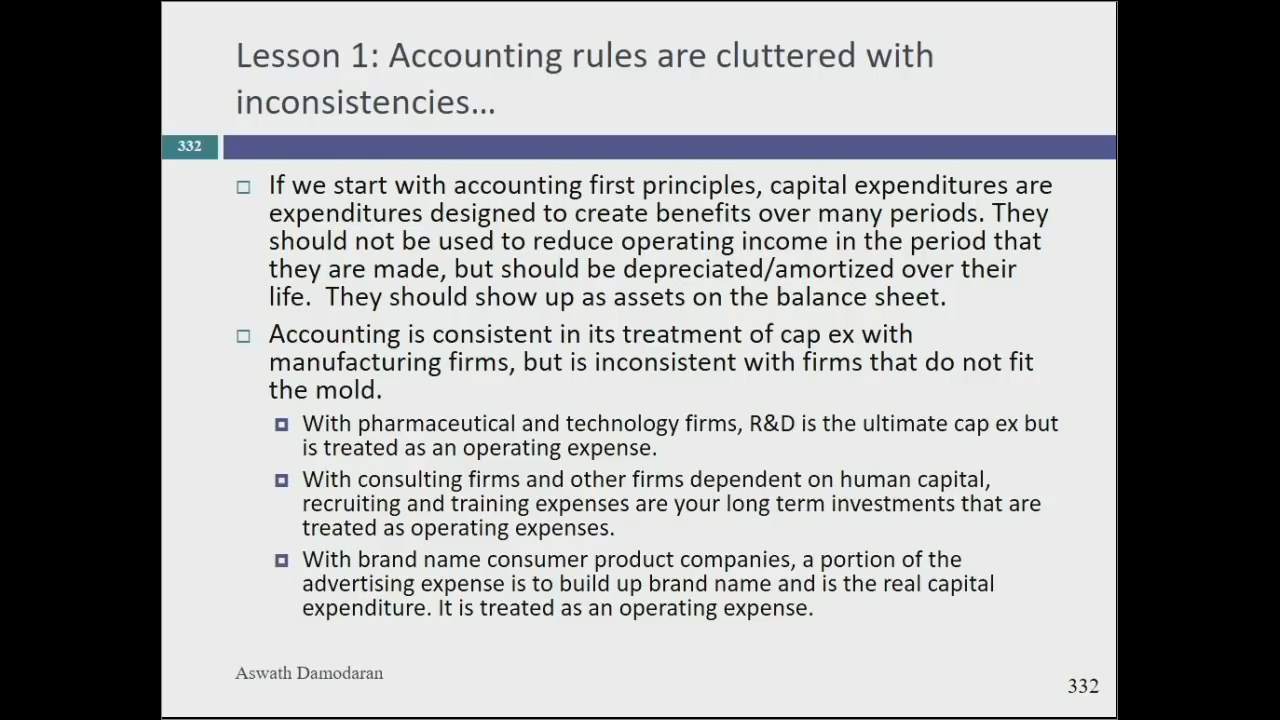 Lesson 1: Accounting rules are cluttered with
inconsistencies…
332
If we start with accounting first principles, capital expenditures are
expenditures designed to create benefits over many periods. They
should not be used to reduce operating income in the period that
they are made, but should be depreciated/amortized over their
life.  They should show up as assets on the balance sheet.
Accounting is consistent in its treatment of cap ex with
manufacturing firms, but is inconsistent with firms that do not fit
the mold.
With pharmaceutical and technology firms, R&D is the ultimate cap ex but
is treated as an operating expense.
With consulting firms and other firms dependent on human capital,
recruiting and training expenses are your long term investments that are
treated as operating expenses.
With brand name consumer product companies, a portion of the
advertising expense is to build up brand name and is the real capital
expenditure. It is treated as an operating expense.
Aswath Damodaran
332